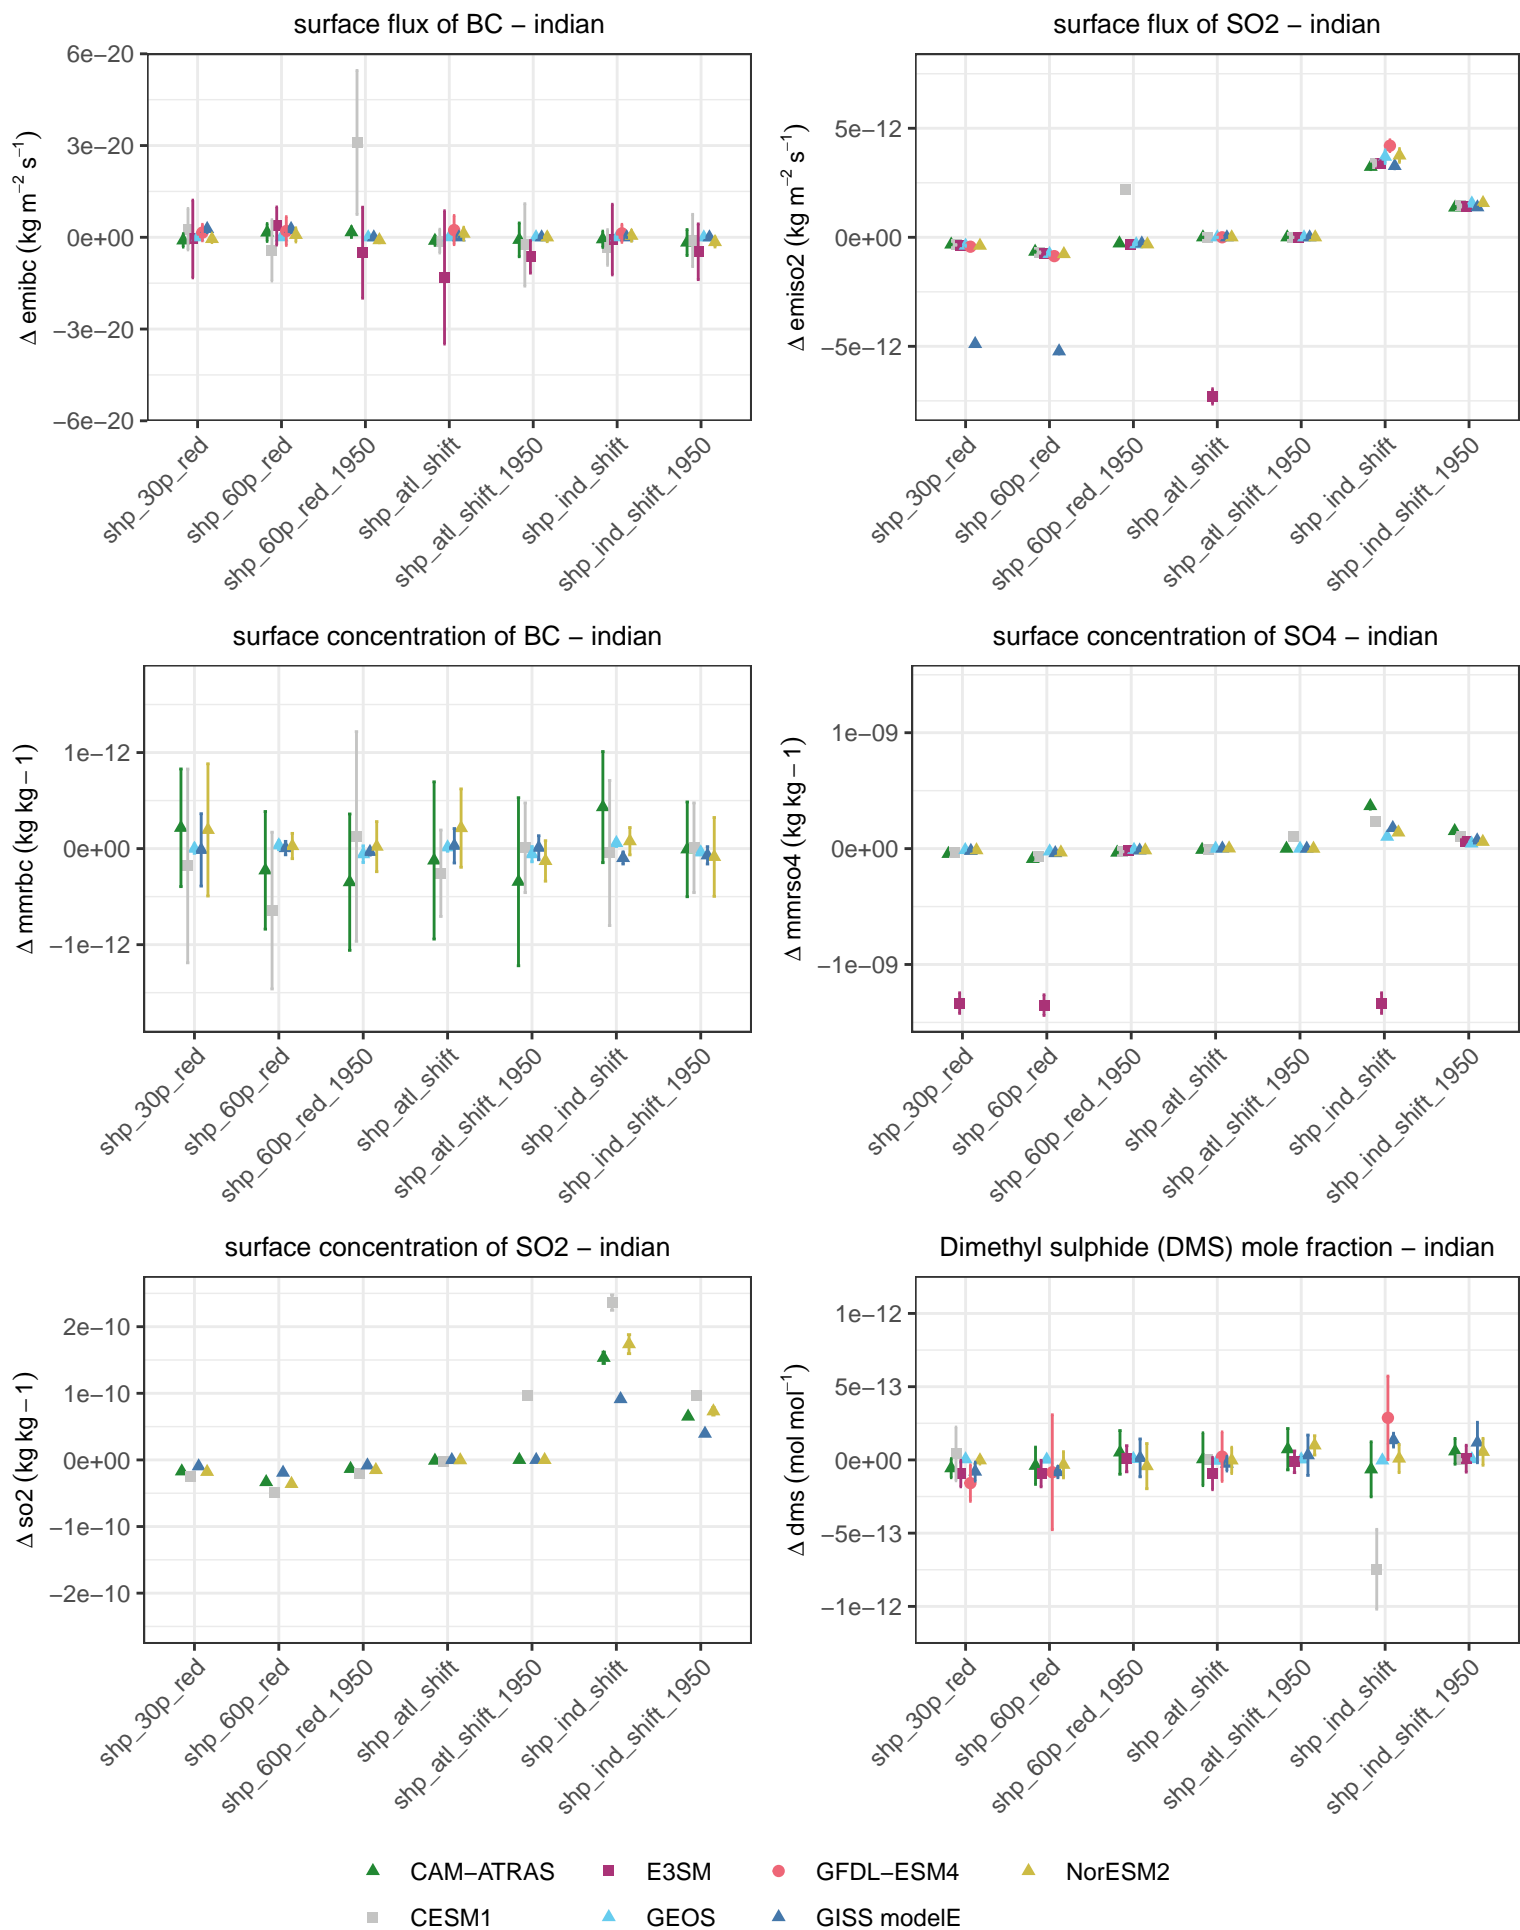 surface flux of BC − indian
Δ emibc (kg m−2 s−1)
6e−20
3e−20
0e+00
−3e−20
−6e−20
shp_30p_red
shp_60p_red
shp_60p_red_1950
shp_atl_shift
shp_atl_shift_1950
shp_ind_shift
shp_ind_shift_1950
surface flux of SO2 − indian
Δ emiso2 (kg m−2 s−1)
5e−12
0e+00
−5e−12
shp_30p_red
shp_60p_red
shp_60p_red_1950
shp_atl_shift
shp_atl_shift_1950
shp_ind_shift
shp_ind_shift_1950
surface concentration of BC − indian
Δ mmrbc (kg kg − 1)
1e−12
0e+00
−1e−12
shp_30p_red
shp_60p_red
shp_60p_red_1950
shp_atl_shift
shp_atl_shift_1950
shp_ind_shift
shp_ind_shift_1950
surface concentration of SO4 − indian
Δ mmrso4 (kg kg − 1)
1e−09
0e+00
−1e−09
shp_30p_red
shp_60p_red
shp_60p_red_1950
shp_atl_shift
shp_atl_shift_1950
shp_ind_shift
shp_ind_shift_1950
surface concentration of SO2 − indian
Δ so2 (kg kg − 1)
2e−10
1e−10
0e+00
−1e−10
−2e−10
shp_30p_red
shp_60p_red
shp_60p_red_1950
shp_atl_shift
shp_atl_shift_1950
shp_ind_shift
shp_ind_shift_1950
Dimethyl sulphide (DMS) mole fraction − indian
Δ dms (mol mol−1)
1e−12
5e−13
0e+00
−5e−13
−1e−12
shp_30p_red
shp_60p_red
shp_60p_red_1950
shp_atl_shift
shp_atl_shift_1950
shp_ind_shift
shp_ind_shift_1950
CAM−ATRAS E3SM GFDL−ESM4 NorESM2
CESM1 GEOS GISS modelE